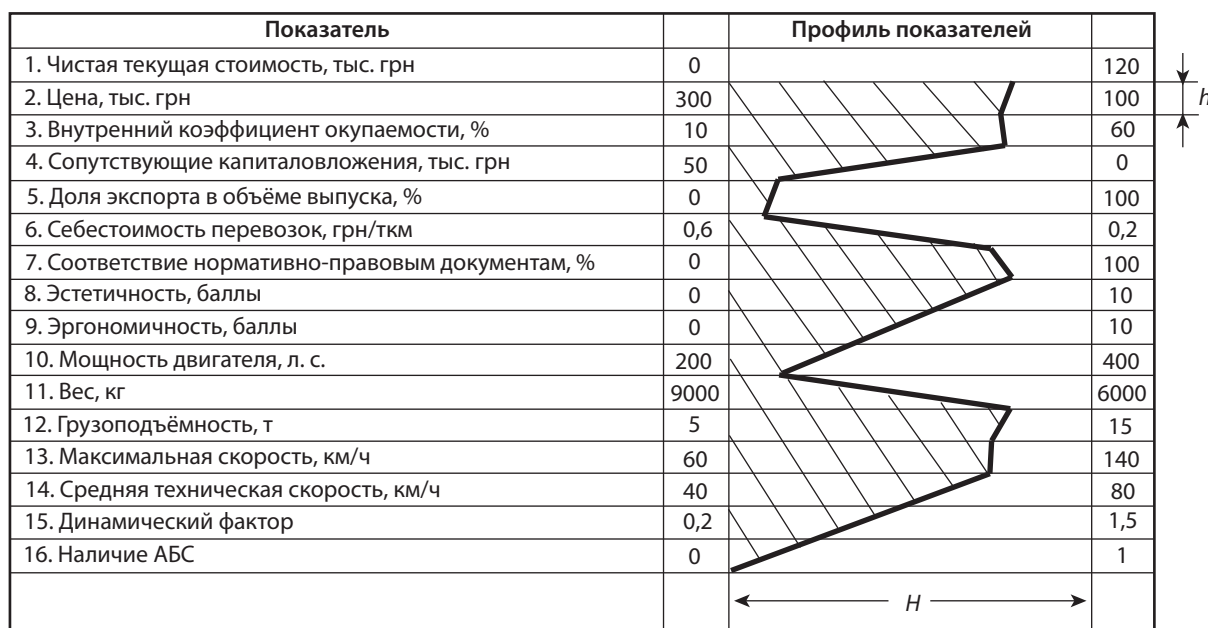 Показатель Профиль показателей
1. Чистая текущая стоимость, тыс. грн 0 120
2. Цена, тыс. грн 300 100 h
3. Внутренний коэффициент окупаемости, % 10 60
4. Сопутствующие капиталовложения, тыс. грн 50 0
5. Доля экспорта в объёме выпуска, % 0 100
6. Себестоимость перевозок, грн/ткм 0,6 0,2
7. Соответствие нормативно-правовым документам, % 0 100
8. Эстетичность, баллы 0 10
9. Эргономичность, баллы 0 10
10. Мощность двигателя, л. с. 200 400
11. Вес, кг 9000 6000
12. Грузоподъёмность, т 5 15
13. Максимальная скорость, км/ч 60 140
14. Средняя техническая скорость, км/ч 40 80
15. Динамический фактор 0,2 1,5
16. Наличие АБС 0 1
H